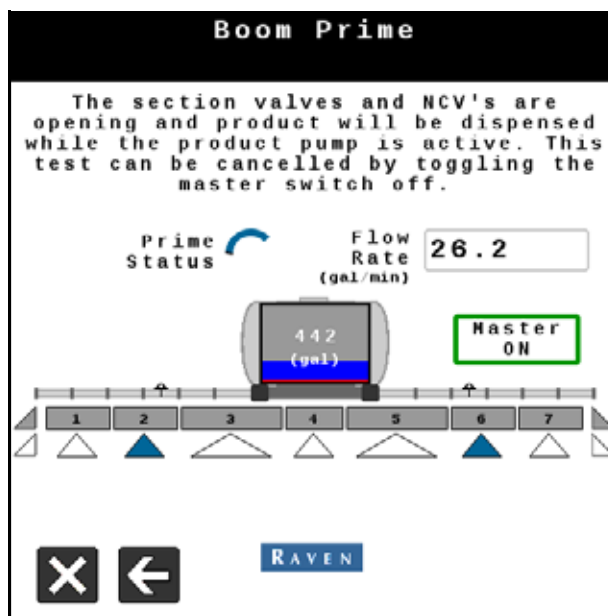 Boom Prime
The section valves and NCV's are
opening and product will be dispensed
while the product pump is active. This
test can be cancelled by toggling the
master switch off.
Prime
Status
Flow
Rate
(gal/min)
26.2
442
(gal)
Master
ON
1 2 3 4 5 6 7
RAVEN